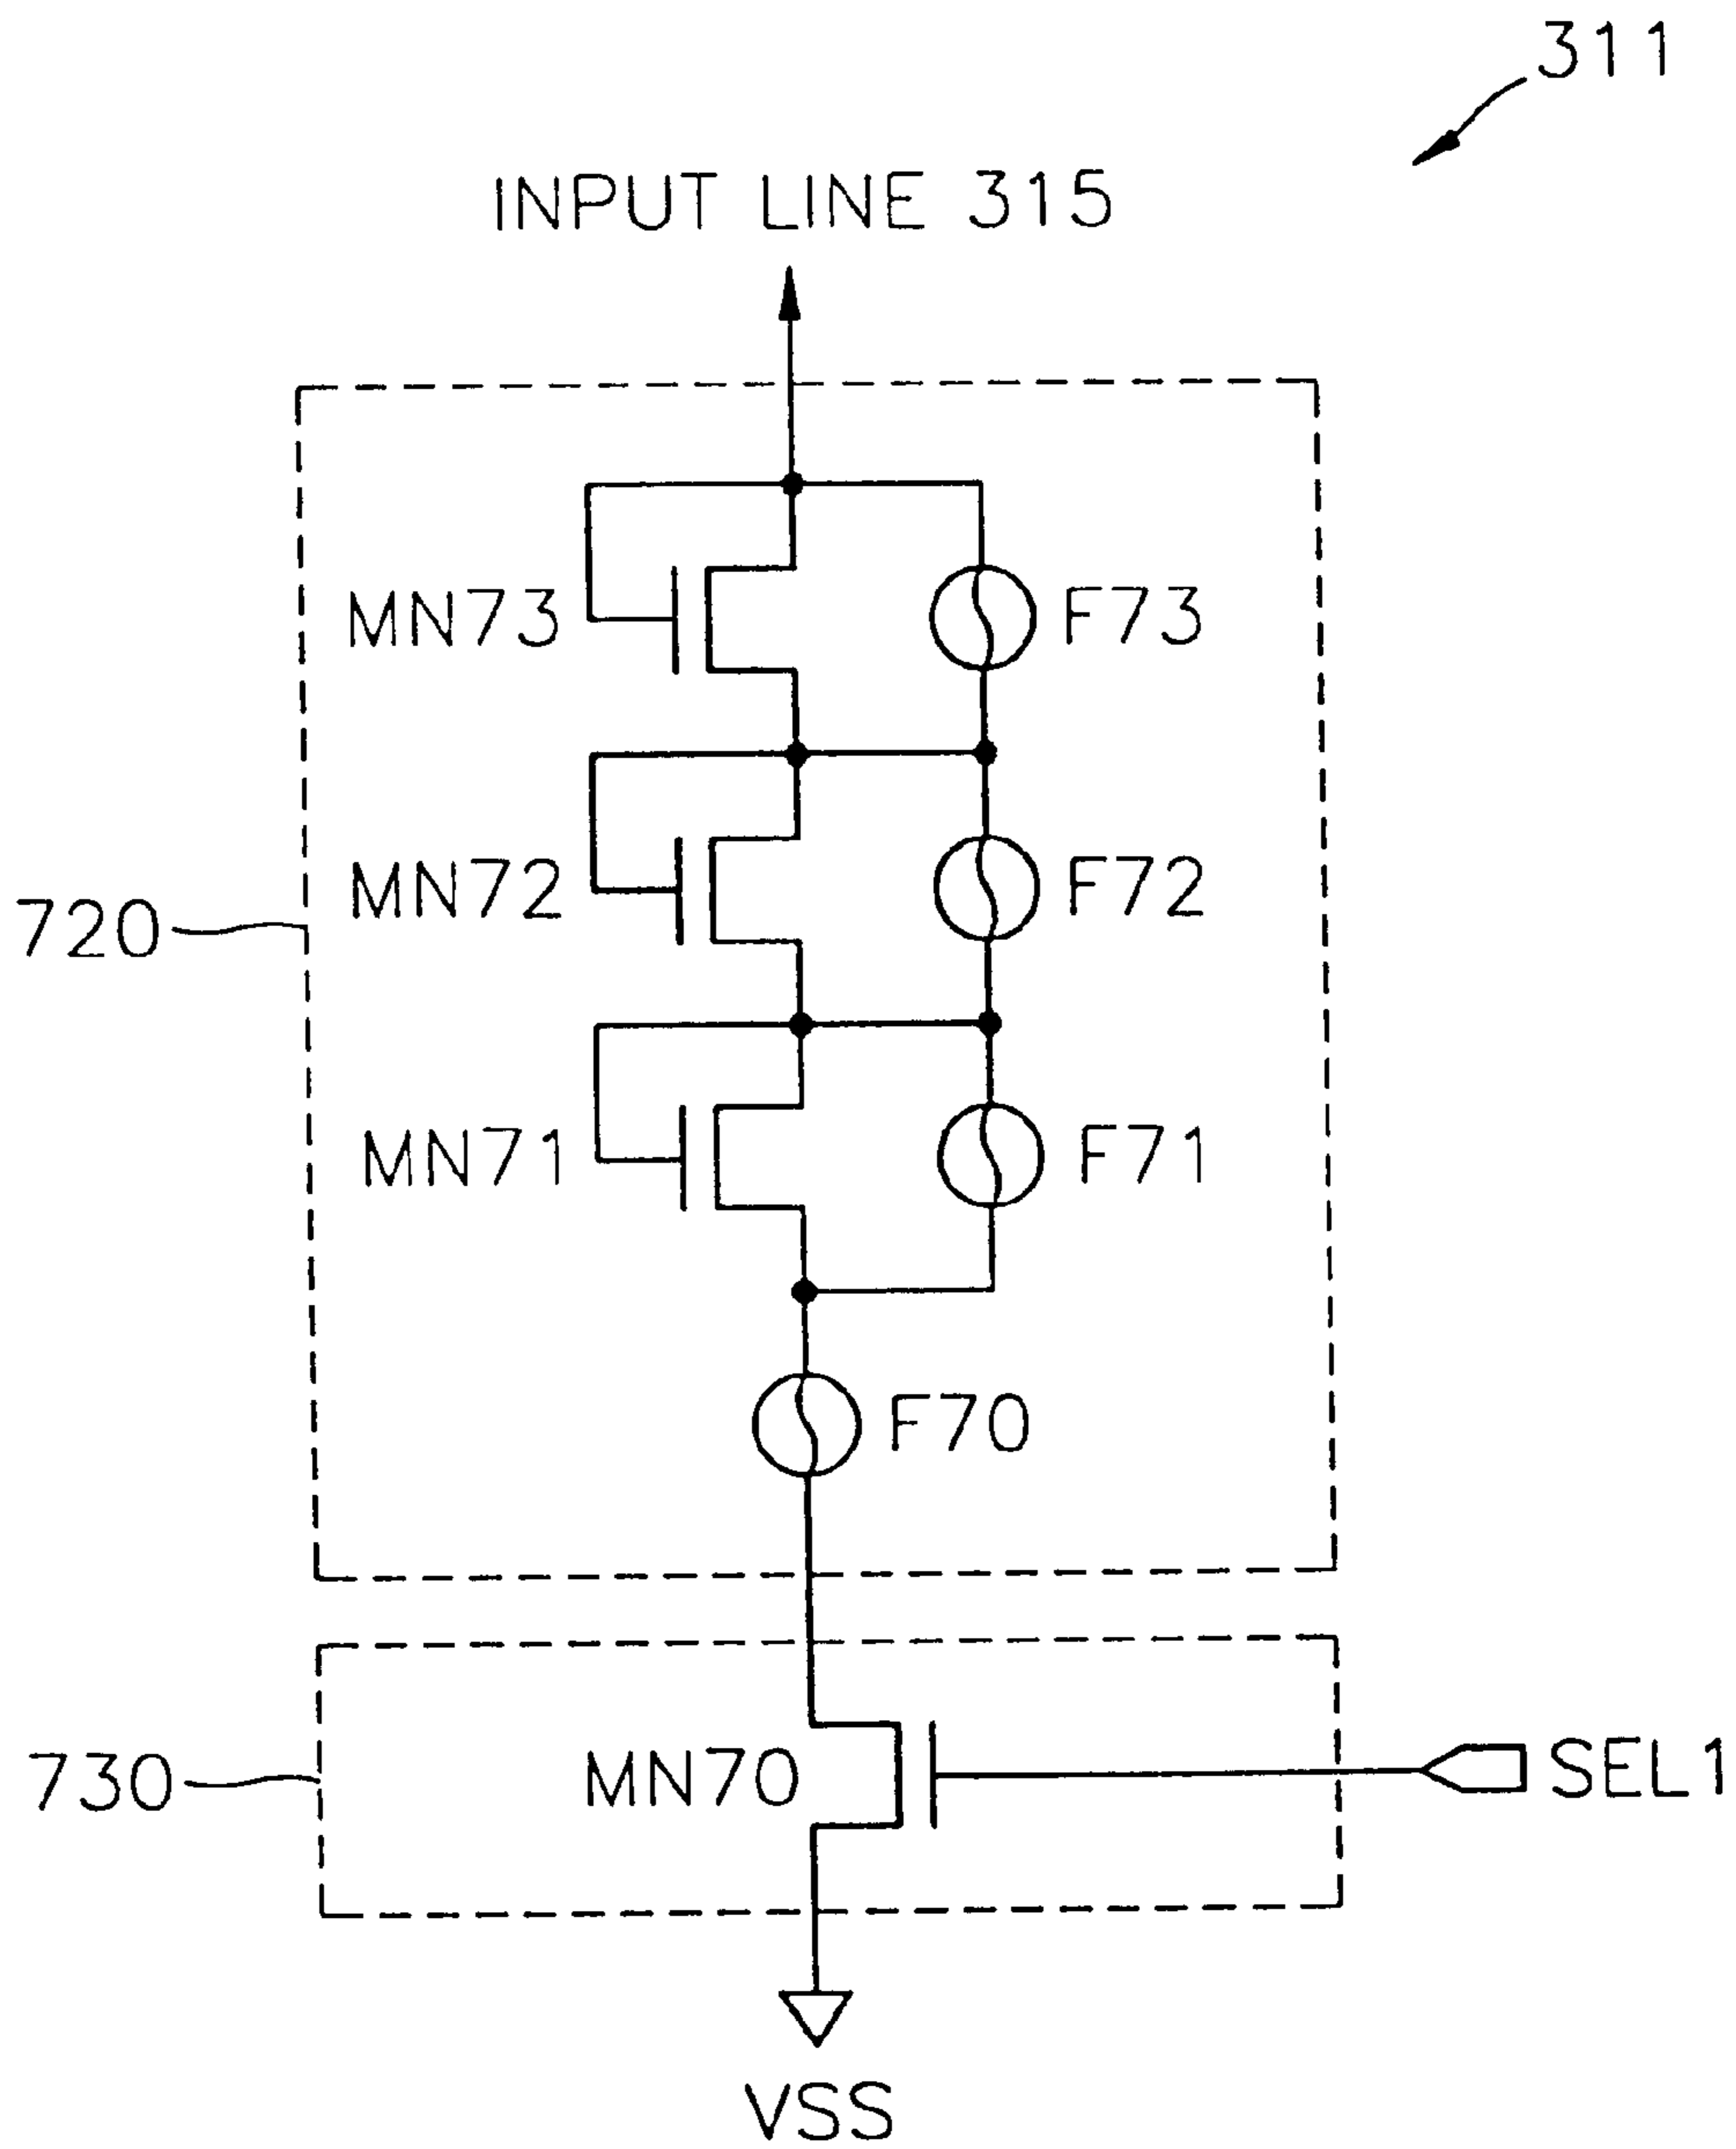 311
INPUT LINE 315
MN73
F73
MN72
F72
720
MN71
F71
F70
730
MN70
SEL1
VSS